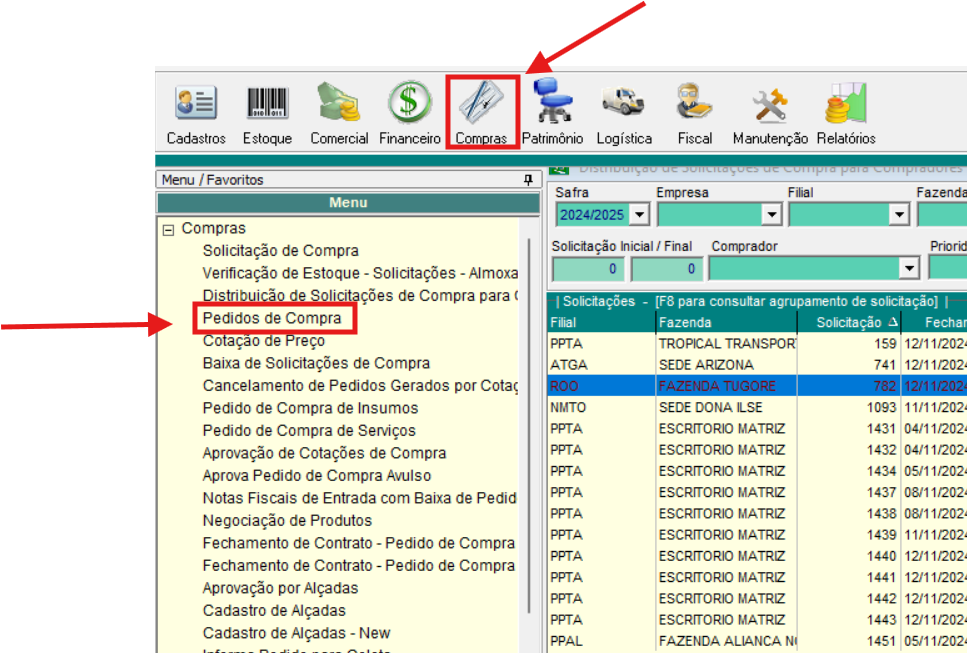 Cadastros Estoque Comercial Financeiro Compras Patrimônio Logística Fiscal Manutenção Relatórios
Menu / Favoritos
Menu
Compras
Solicitação de Compra
Verificação de Estoque - Solicitações - Almoxa
Distribuição de Solicitações de Compra para
Pedidos de Compra
Cotação de Preço
Baixa de Solicitações de Compra
Cancelamento de Pedidos Gerados por Cotaç
Pedido de Compra de Insumos
Pedido de Compra de Serviços
Aprovação de Cotações de Compra
Aprova Pedido de Compra Avulso
Notas Fiscais de Entrada com Baixa de Pedid
Negociação de Produtos
Fechamento de Contrato - Pedido de Compra
Fechamento de Contrato - Pedido de Compra
Aprovação por Alçadas
Cadastro de Alçadas
Cadastro de Alçadas - New
Informa Pedido para Coleta
Distribuição de Solicitações de Compra para Compradores
Safra Empresa Filial Fazenda
2024/2025
Solicitação Inicial / Final Comprador Priorid
0 0
| Solicitações - [F8 para consultar agrupamento de solicitação] |
Filial Fazenda Solicitação Fechar
PPTA TROPICAL TRANSPOR 159 12/11/2024
ATGA SEDE ARIZONA 741 12/11/2024
ROO FAZENDA TUGORE 782 12/11/2024
NMTO SEDE DONA ILSE 1093 11/11/2024
PPTA ESCRITORIO MATRIZ 1431 04/11/2024
PPTA ESCRITORIO MATRIZ 1432 04/11/2024
PPTA ESCRITORIO MATRIZ 1434 05/11/2024
PPTA ESCRITORIO MATRIZ 1437 08/11/2024
PPTA ESCRITORIO MATRIZ 1438 08/11/2024
PPTA ESCRITORIO MATRIZ 1439 11/11/2024
PPTA ESCRITORIO MATRIZ 1440 12/11/2024
PPTA ESCRITORIO MATRIZ 1441 12/11/2024
PPTA ESCRITORIO MATRIZ 1442 12/11/2024
PPTA ESCRITORIO MATRIZ 1443 12/11/2024
PPAL FAZENDA ALIANCA N 1451 05/11/2024